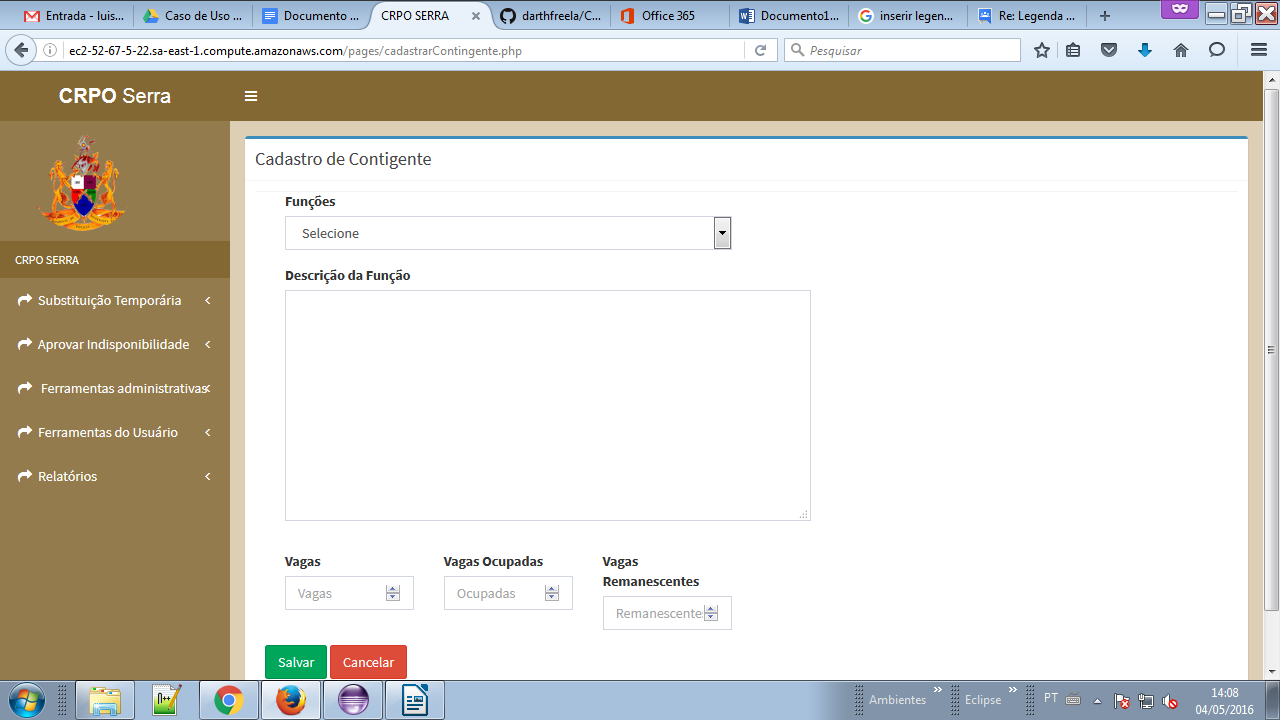 Entrada - luis...
Caso de Uso ...
Documento ...
CRPO SERRA
darthfreela/C...
Office 365
Documento1...
inserir legen...
Re: Legenda ...
ec2-52-67-5-22.sa-east-1.compute.amazonaws.com/pages/cadastrarContingente.php
Pesquisar
CRPO Serra
Cadastro de Contigente
Funções
Selecione
Descrição da Função
CRPO SERRA
Substituição Temporária
Aprovar Indisponibilidade
Ferramentas administrativas
Ferramentas do Usuário
Relatórios
Vagas
Vagas Ocupadas
Vagas
Remanescentes
Vagas
Ocupadas
Remanescente
Salvar
Cancelar
Ambientes
Eclipse
PT
14:08
04/05/2016